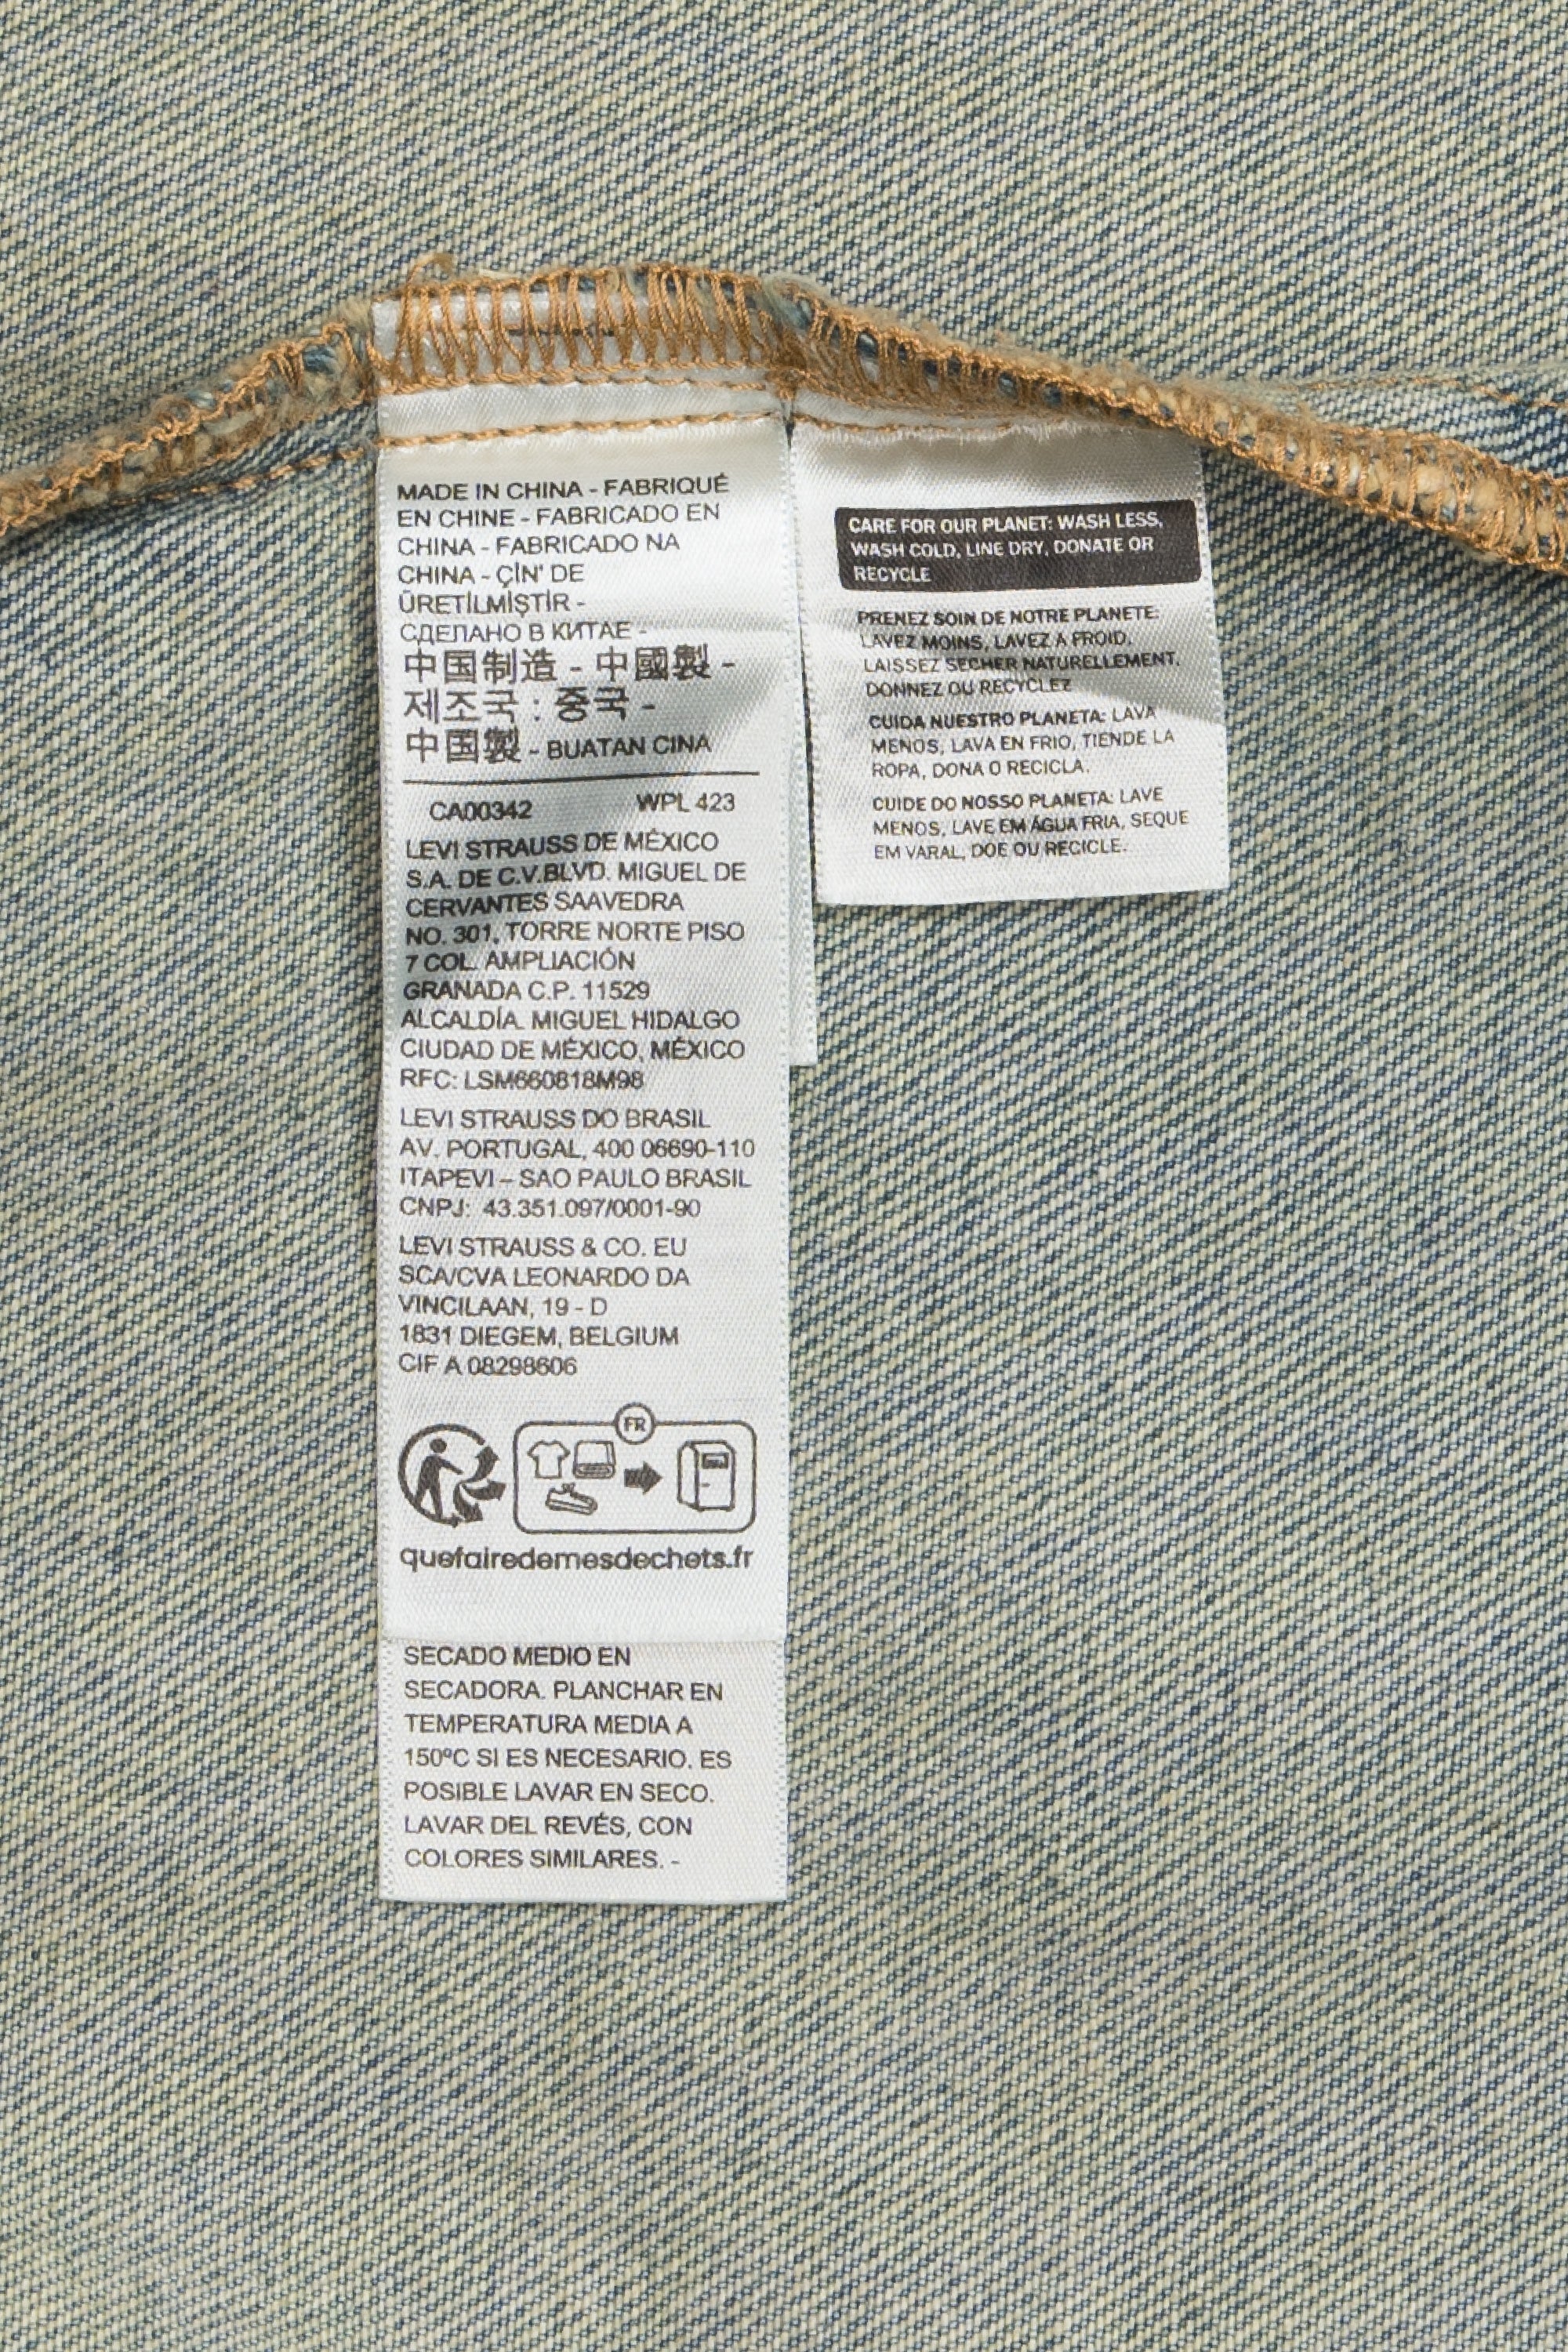 MADE IN CHINA - FABRIQUÉ
EN CHINE - FABRICADO EN
CHINA - FABRICADO NA
CHINA - ÇİN' DE
ÜRETİLMİŞTİR -
СДЕЛАНО В КИТАЕ -
中国制造 - 中國製 -
제조국 : 중국 -
中国製 - BUATAN CINA
CA00342 WPL 423
LEVI STRAUSS DE MÉXICO
S.A. DE C.V.BLVD. MIGUEL DE
CERVANTES SAAVEDRA
NO. 301, TORRE NORTE PISO
7 COL. AMPLIACIÓN
GRANADA C.P. 11529
ALCALDÍA. MIGUEL HIDALGO
CIUDAD DE MÉXICO, MÉXICO
RFC: LSM660818M98
LEVI STRAUSS DO BRASIL
AV. PORTUGAL, 400 06690-110
ITAPEVI – SAO PAULO BRASIL
CNPJ: 43.351.097/0001-90
LEVI STRAUSS & CO. EU
SCA/CVA LEONARDO DA
VINCILAAN, 19 - D
1831 DIEGEM, BELGIUM
CIF A 08298606
FR
quefairedemesdechets.fr
SECADO MEDIO EN
SECADORA. PLANCHAR EN
TEMPERATURA MEDIA A
150ºC SI ES NECESARIO. ES
POSIBLE LAVAR EN SECO.
LAVAR DEL REVÉS, CON
COLORES SIMILARES. -
CARE FOR OUR PLANET: WASH LESS,
WASH COLD, LINE DRY, DONATE OR
RECYCLE
PRENEZ SOIN DE NOTRE PLANETE:
LAVEZ MOINS, LAVEZ A FROID,
LAISSEZ SECHER NATURELLEMENT,
DONNEZ OU RECYCLEZ
CUIDA NUESTRO PLANETA: LAVA
MENOS, LAVA EN FRIO, TIENDE LA
ROPA, DONA O RECICLA.
CUIDE DO NOSSO PLANETA: LAVE
MENOS, LAVE EM ÁGUA FRIA, SEQUE
EM VARAL, DOE OU RECICLE.